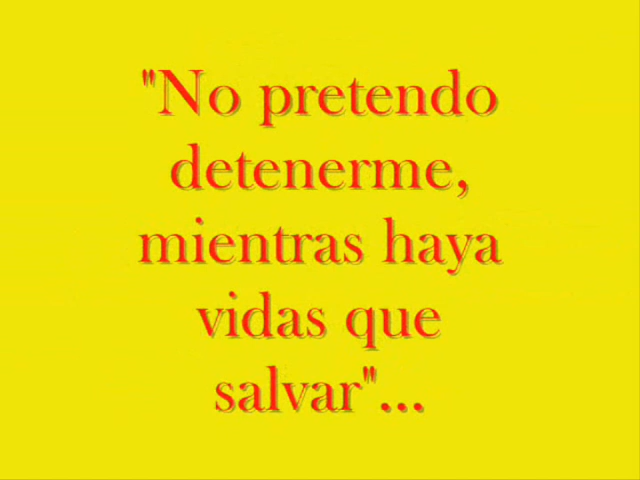 "No pretendo
detenerme,
mientras haya
vidas que
salvar"...